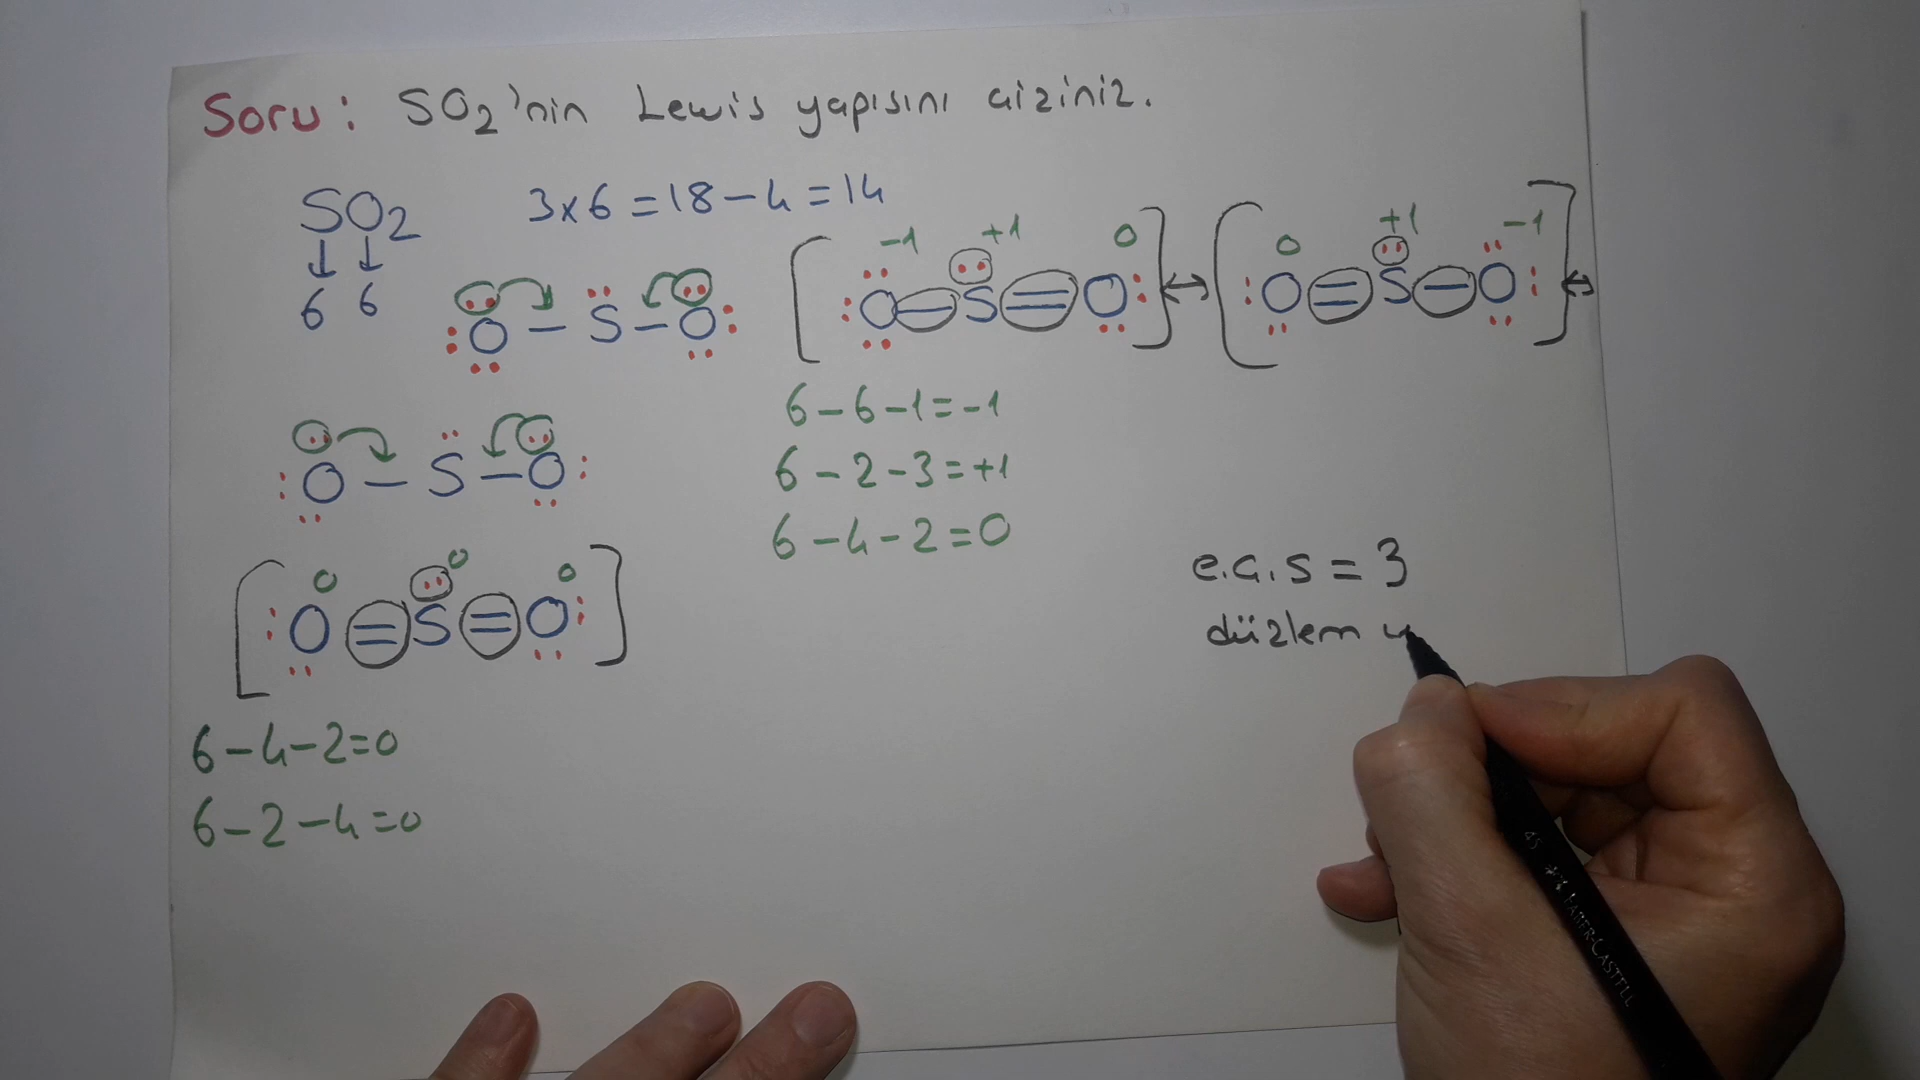 Soru: SO2'nin Lewis yapısını çiziniz.
SO2
6 6
3x6=18-4=14
O-S-O
-1 +1 0
[O-S=O]↔
0 +1 -1
[O=S-O]↔
O-S-O
0 0 0
[O=S=O]
6-4-2=0
6-2-4=0
6-6-1=-1
6-2-3=+1
6-4-2=0
e.ç.s=3
düzlem
45 FABER-CASTELL